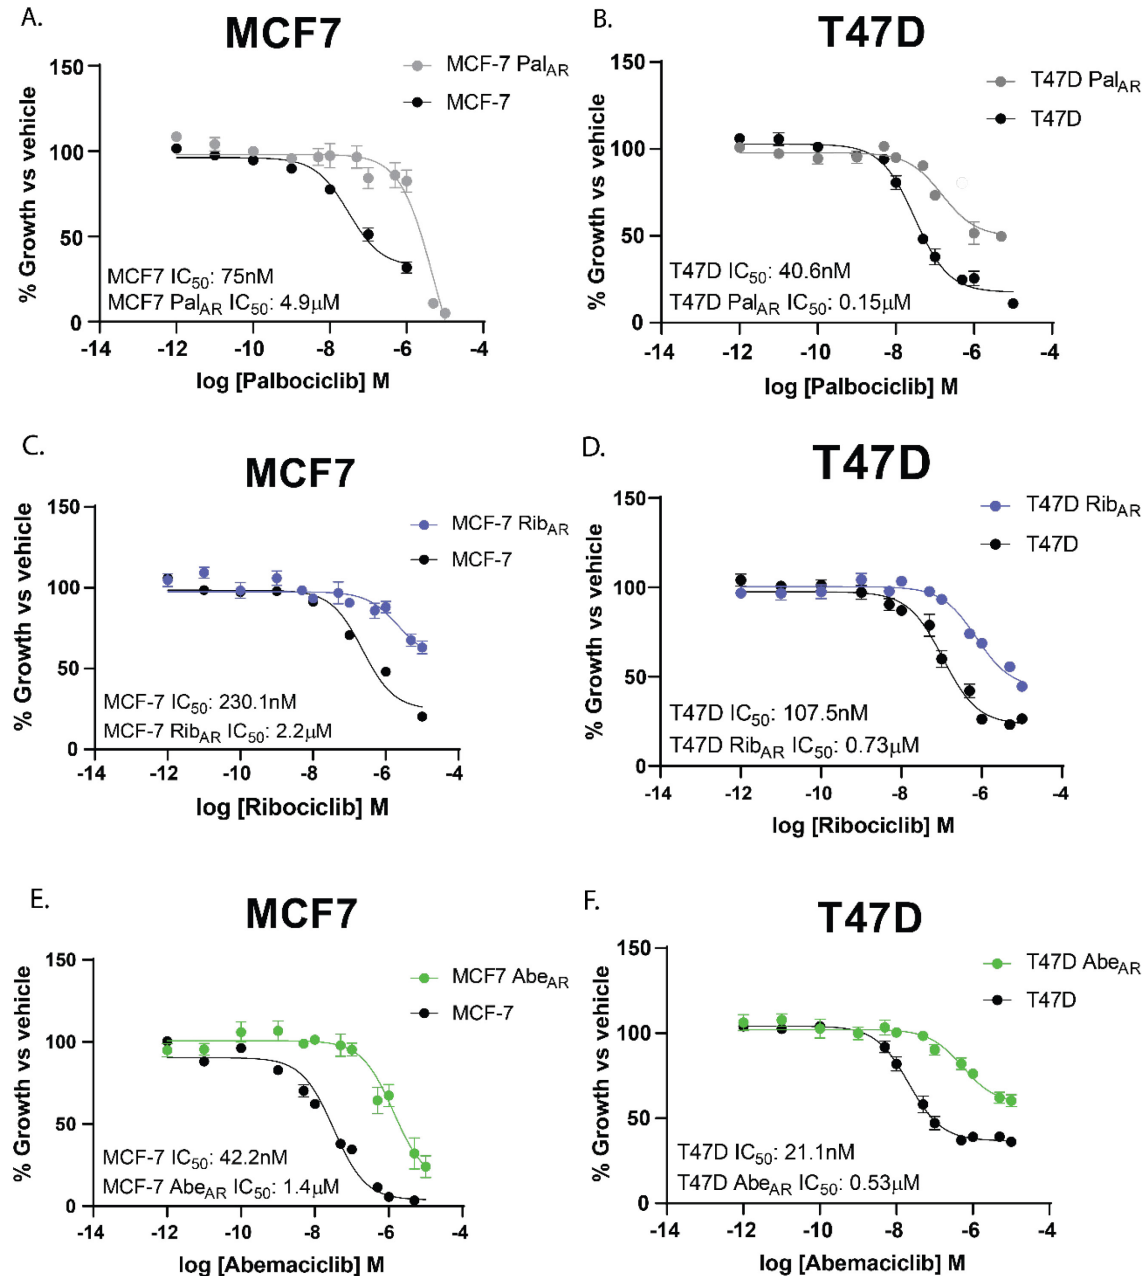 A.
MCF7
150
100
50
0
% Growth vs vehicle
MCF-7 PalAR
MCF-7
MCF7 IC50: 75nM
MCF7 PalAR IC50: 4.9μM
-14 -12 -10 -8 -6 -4
log [Palbociclib] M
B.
T47D
150
100
50
0
% Growth vs vehicle
T47D PalAR
T47D
T47D IC50: 40.6nM
T47D PalAR IC50: 0.15μM
-14 -12 -10 -8 -6 -4
log [Palbociclib] M
C.
MCF7
150
100
50
0
% Growth vs vehicle
MCF-7 RibAR
MCF-7
MCF-7 IC50: 230.1nM
MCF-7 RibAR IC50: 2.2μM
-14 -12 -10 -8 -6 -4
log [Ribociclib] M
D.
T47D
150
100
50
0
% Growth vs vehicle
T47D RibAR
T47D
T47D IC50: 107.5nM
T47D RibAR IC50: 0.73μM
-14 -12 -10 -8 -6 -4
log [Ribociclib] M
E.
MCF7
150
100
50
0
% Growth vs vehicle
MCF7 AbeAR
MCF-7
MCF-7 IC50: 42.2nM
MCF-7 AbeAR IC50: 1.4μM
-14 -12 -10 -8 -6 -4
log [Abemaciclib] M
F.
T47D
150
100
50
0
% Growth vs vehicle
T47D AbeAR
T47D
T47D IC50: 21.1nM
T47D AbeAR IC50: 0.53μM
-14 -12 -10 -8 -6 -4
log [Abemaciclib] M